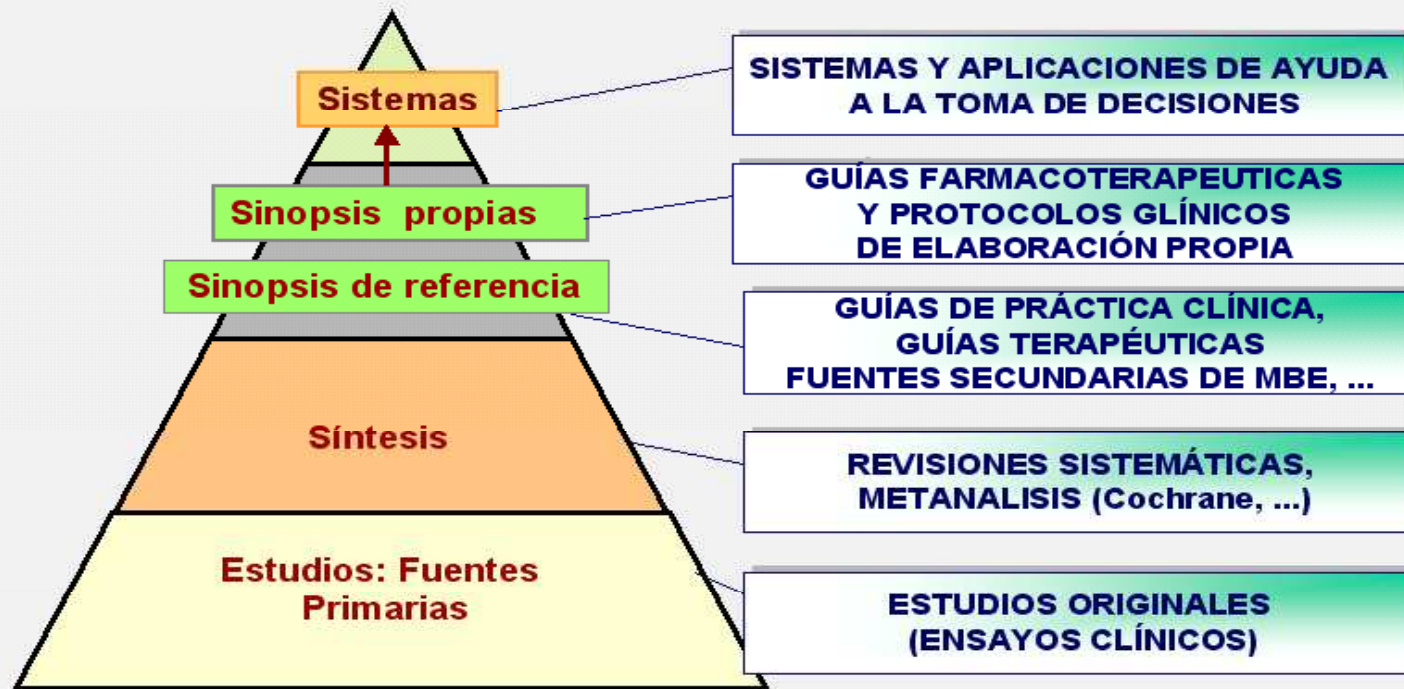 Sistemas
SISTEMAS Y APLICACIONES DE AYUDA
A LA TOMA DE DECISIONES
Sinopsis propias
GUÍAS FARMACOTERAPEUTICAS
Y PROTOCOLOS GLÍNICOS
DE ELABORACIÓN PROPIA
Sinopsis de referencia
GUÍAS DE PRÁCTICA CLÍNICA,
GUÍAS TERAPÉUTICAS
FUENTES SECUNDARIAS DE MBE, ...
Síntesis
REVISIONES SISTEMÁTICAS,
METANALISIS (Cochrane, ...)
Estudios: Fuentes
Primarias
ESTUDIOS ORIGINALES
(ENSAYOS CLÍNICOS)